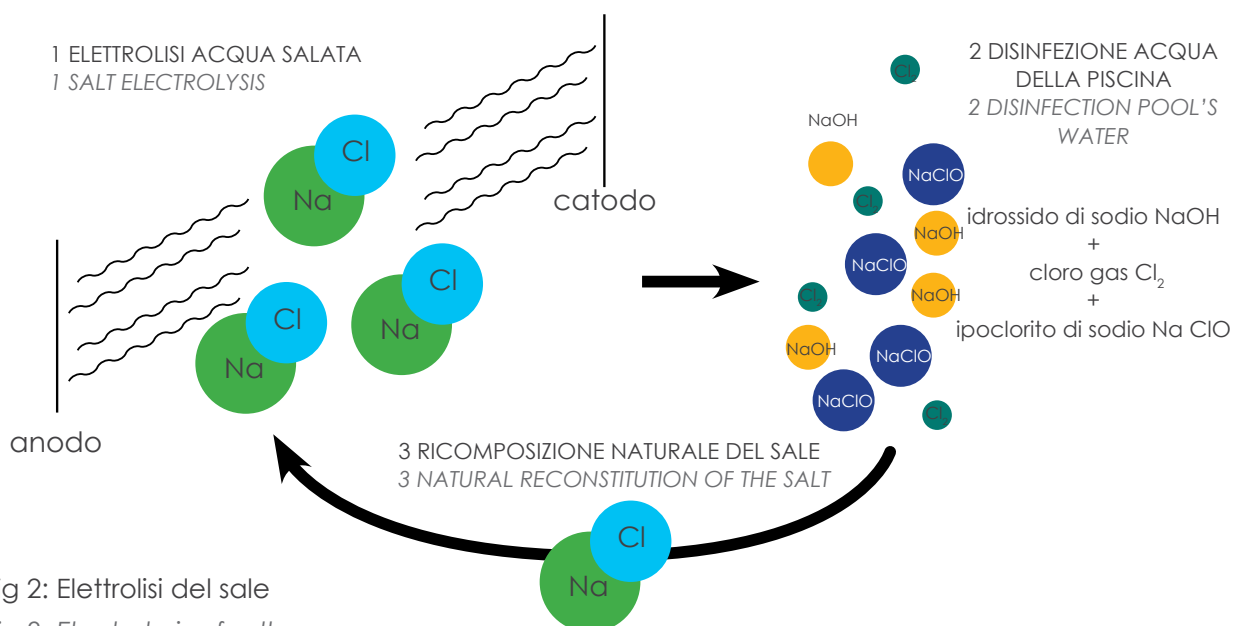 1 ELETTROLISI ACQUA SALATA
1 SALT ELECTROLYSIS
Cl
Na
Cl
Na
Cl
Na
catodo
anodo
2 DISINFEZIONE ACQUA
DELLA PISCINA
2 DISINFECTION POOL'S
WATER
Cl2
NaOH
NaClO
Cl2
NaOH
NaClO
NaOH
Cl2
NaOH
NaClO
NaClO
Cl2
idrossido di sodio NaOH
+
cloro gas Cl2
+
ipoclorito di sodio Na ClO
3 RICOMPOSIZIONE NATURALE DEL SALE
3 NATURAL RECONSTITUTION OF THE SALT
Cl
Na
g 2: Elettrolisi del sale